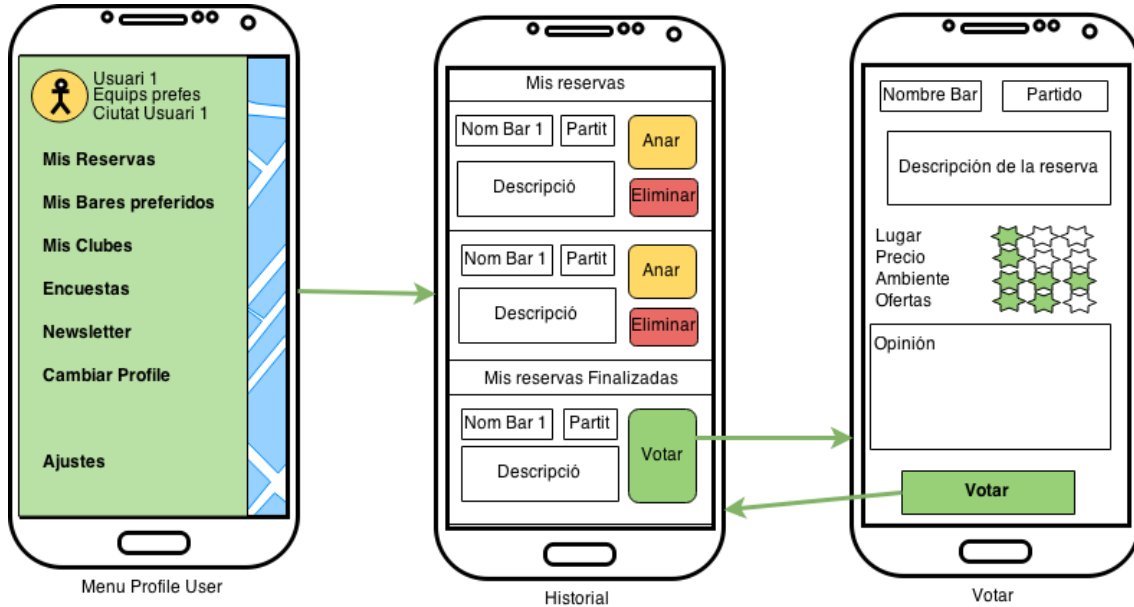 Usuari 1
Equips prefes
Ciutat Usuari 1
Mis Reservas
Mis Bares preferidos
Mis Clubes
Encuestas
Newsletter
Cambiar Profile
Ajustes
Menu Profile User
Mis reservas
Nom Bar 1 Partit Anar
Descripció
Eliminar
Nom Bar 1 Partit Anar
Descripció
Eliminar
Mis reservas Finalizadas
Nom Bar 1 Partit
Votar
Descripció
Historial
Nombre Bar Partido
Descripción de la reserva
Lugar
Precio
Ambiente
Ofertas
Opinión
Votar
Votar